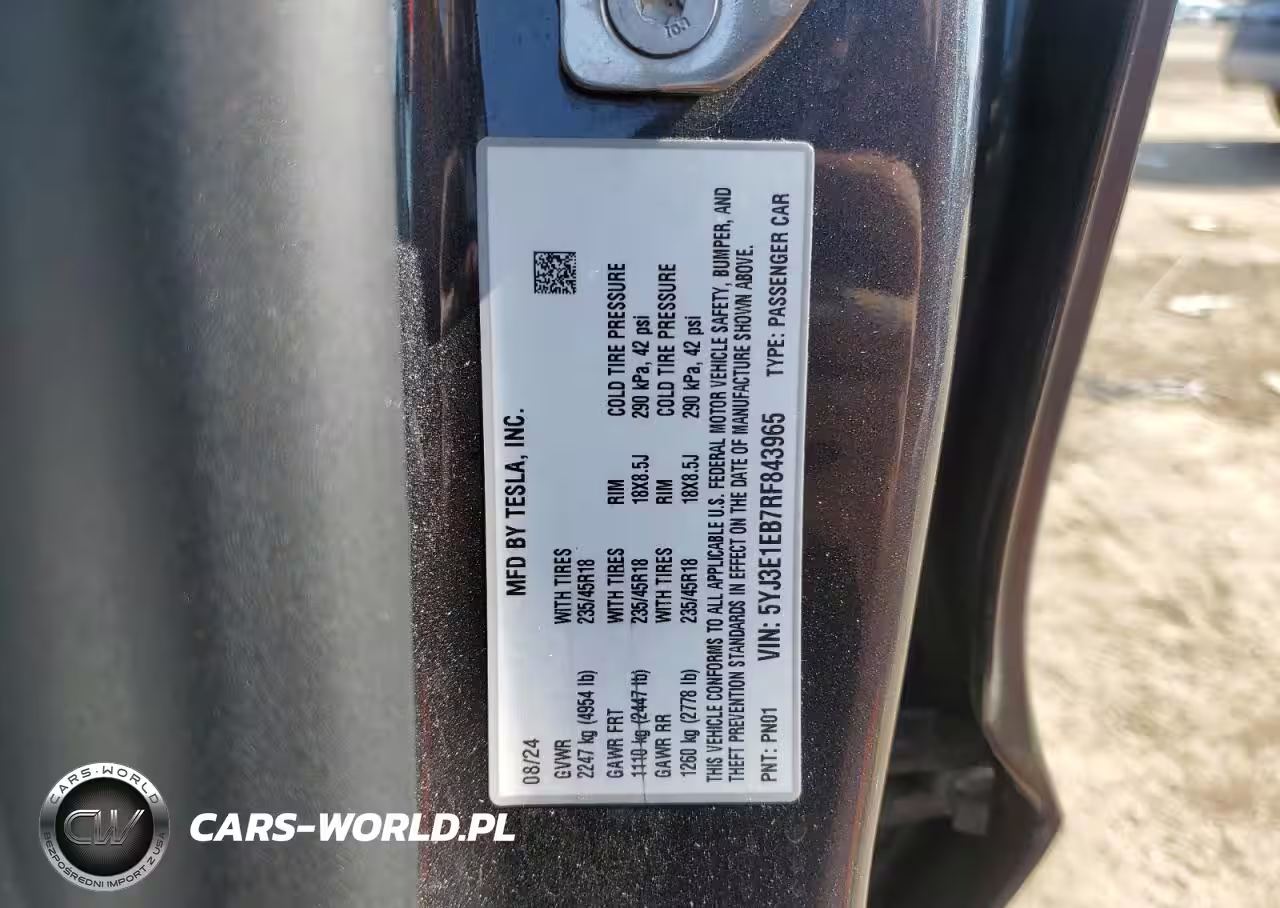 MFD BY TESLA, INC.
08/24
GVWR WITH TIRES
2247 kg (4954 lb) 235/45R18
GAWR FRT WITH TIRES RIM COLD TIRE PRESSURE
1110 kg (2447 lb) 235/45R18 18X8.5J 290 kPa, 42 psi
GAWR RR WITH TIRES RIM COLD TIRE PRESSURE
1260 kg (2778 lb) 235/45R18 18X8.5J 290 kPa, 42 psi
THIS VEHICLE CONFORMS TO ALL APPLICABLE U.S. FEDERAL MOTOR VEHICLE SAFETY, BUMPER, AND
THEFT PREVENTION STANDARDS IN EFFECT ON THE DATE OF MANUFACTURE SHOWN ABOVE.
PNT: PN01 VIN: 5YJ3E1EB7RF843965 TYPE: PASSENGER CAR
CARS-WORLD
CW
BEZPOŚREDNI IMPORT Z USA
CARS-WORLD.PL